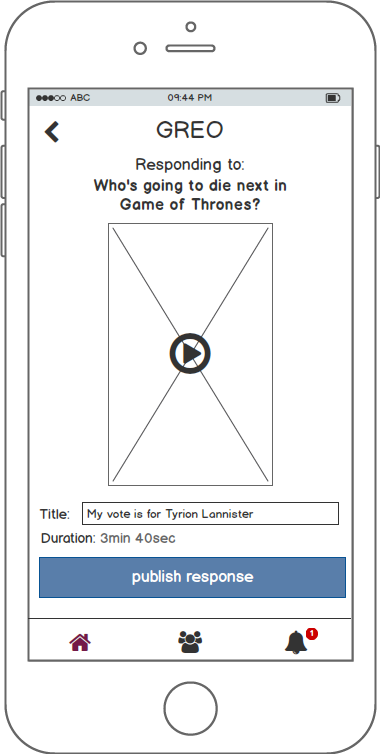 ABC 09:44 PM
GREO
Responding to:
Who's going to die next in
Game of Thrones?
Title: My vote is for Tyrion Lannister
Duration: 3min 40sec
publish response
1